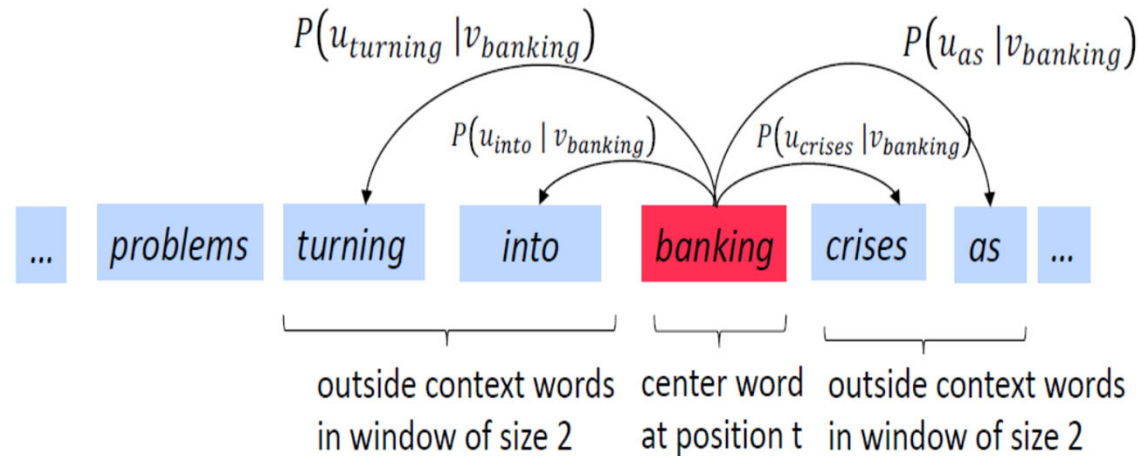 P(u_turning | v_banking) P(u_as | v_banking)
P(u_into | v_banking) P(u_crises | v_banking)
... problems turning into banking crises as ...
outside context words center word outside context words
in window of size 2 at position t in window of size 2